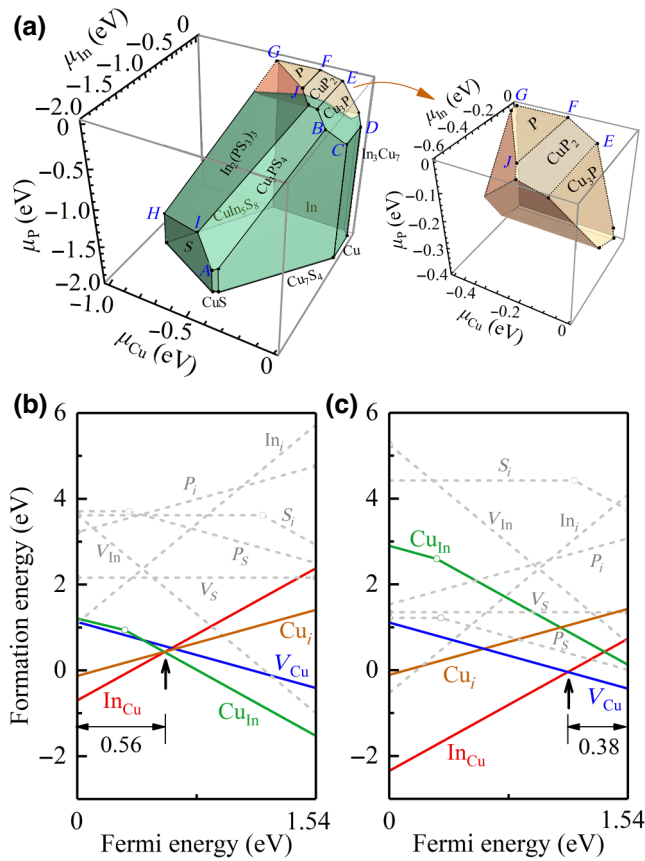 (a)
μIn (eV)
0
−0.5
−1.0
−1.5
−2.0
0
−0.5
−1.0
−1.5
−2.0
μP (eV)
−1.0
−0.5
0
μCu (eV)
G
F
E
P
CuP2
Cu3P
J
B
D
C
In3Cu7
In2(PS3)3
Cu3PS4
CuIn5S8
In
H
I
S
A
CuS
Cu7S4
Cu
μIn (eV)
0
−0.2
−0.4
−0.6
0
−0.1
−0.2
−0.3
−0.4
μP (eV)
−0.4
−0.2
0
μCu (eV)
G
F
E
P
CuP2
Cu3P
J
(b)
6
4
2
0
−2
Formation energy (eV)
Ini
Pi
Si
VIn
PS
VS
CuIn
Cui
VCu
InCu
CuIn
0.56
0
1.54
Fermi energy (eV)
(c)
Si
VIn
Ini
CuIn
Pi
VS
PS
Cui
VCu
InCu
0.38
0
1.54
Fermi energy (eV)